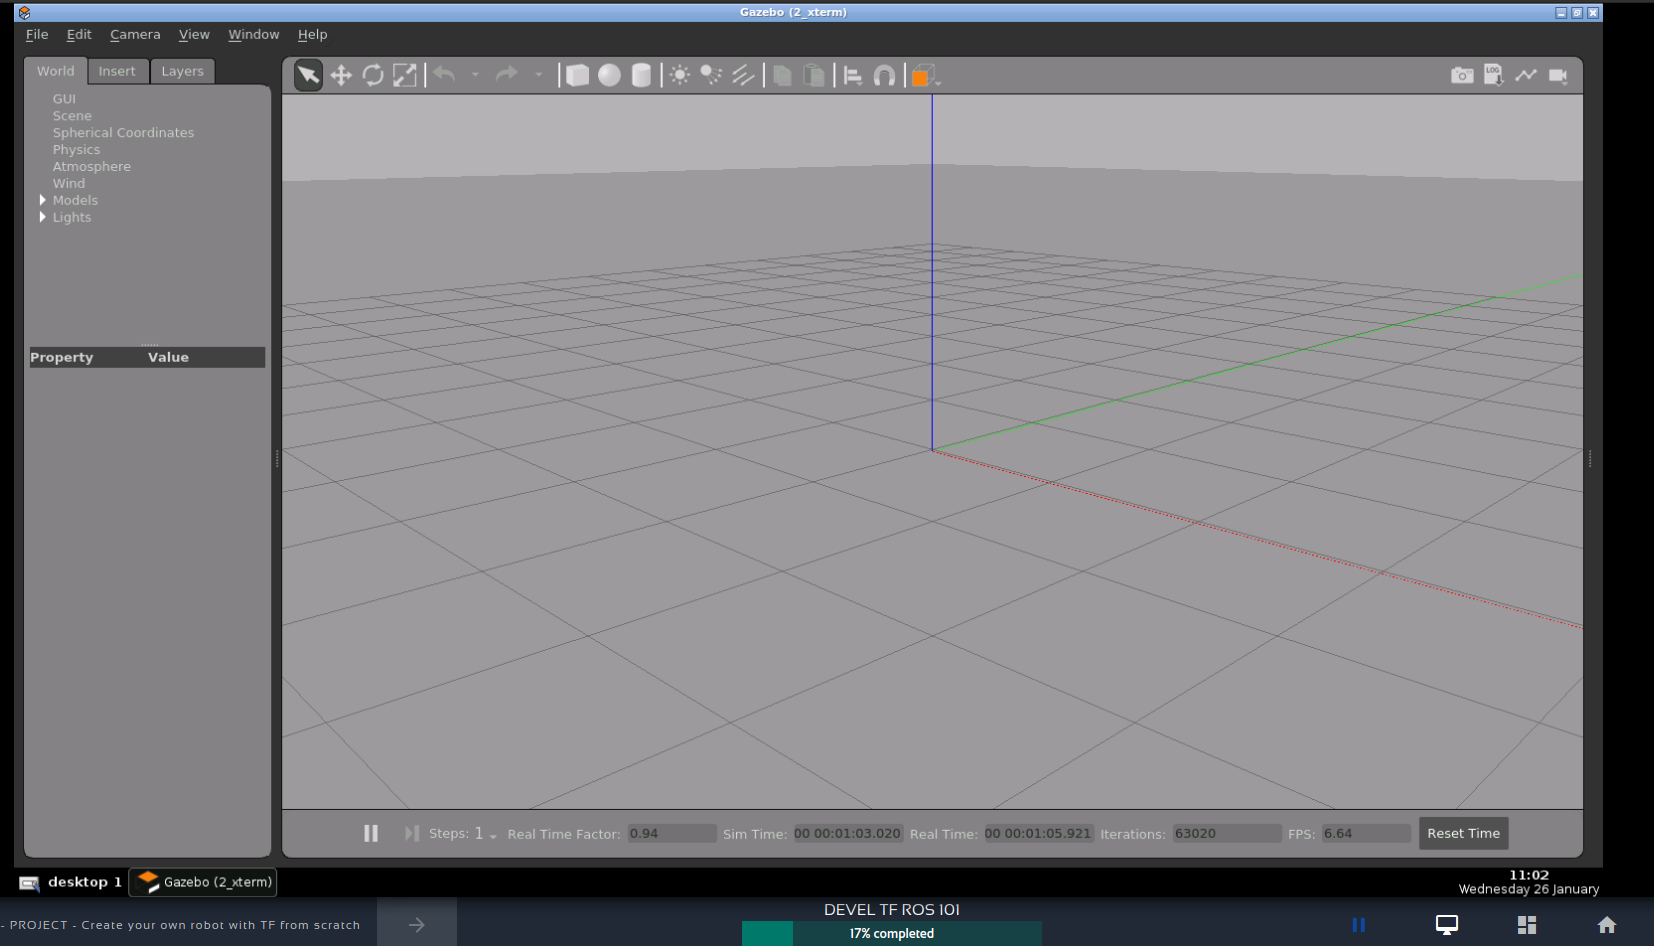 Gazebo (2_xterm)
File Edit Camera View Window Help
World Insert Layers
LOG
GUI
Scene
Spherical Coordinates
Physics
Atmosphere
Wind
Models
Lights
Property Value
Steps: 1 Real Time Factor: 0.94 Sim Time: 00 00:01:03.020 Real Time: 00 00:01:05.921 Iterations: 63020 FPS: 6.64 Reset Time
desktop 1 Gazebo (2_xterm) 11:02
Wednesday 26 January
- PROJECT - Create your own robot with TF from scratch
DEVEL TF ROS 101
17% completed